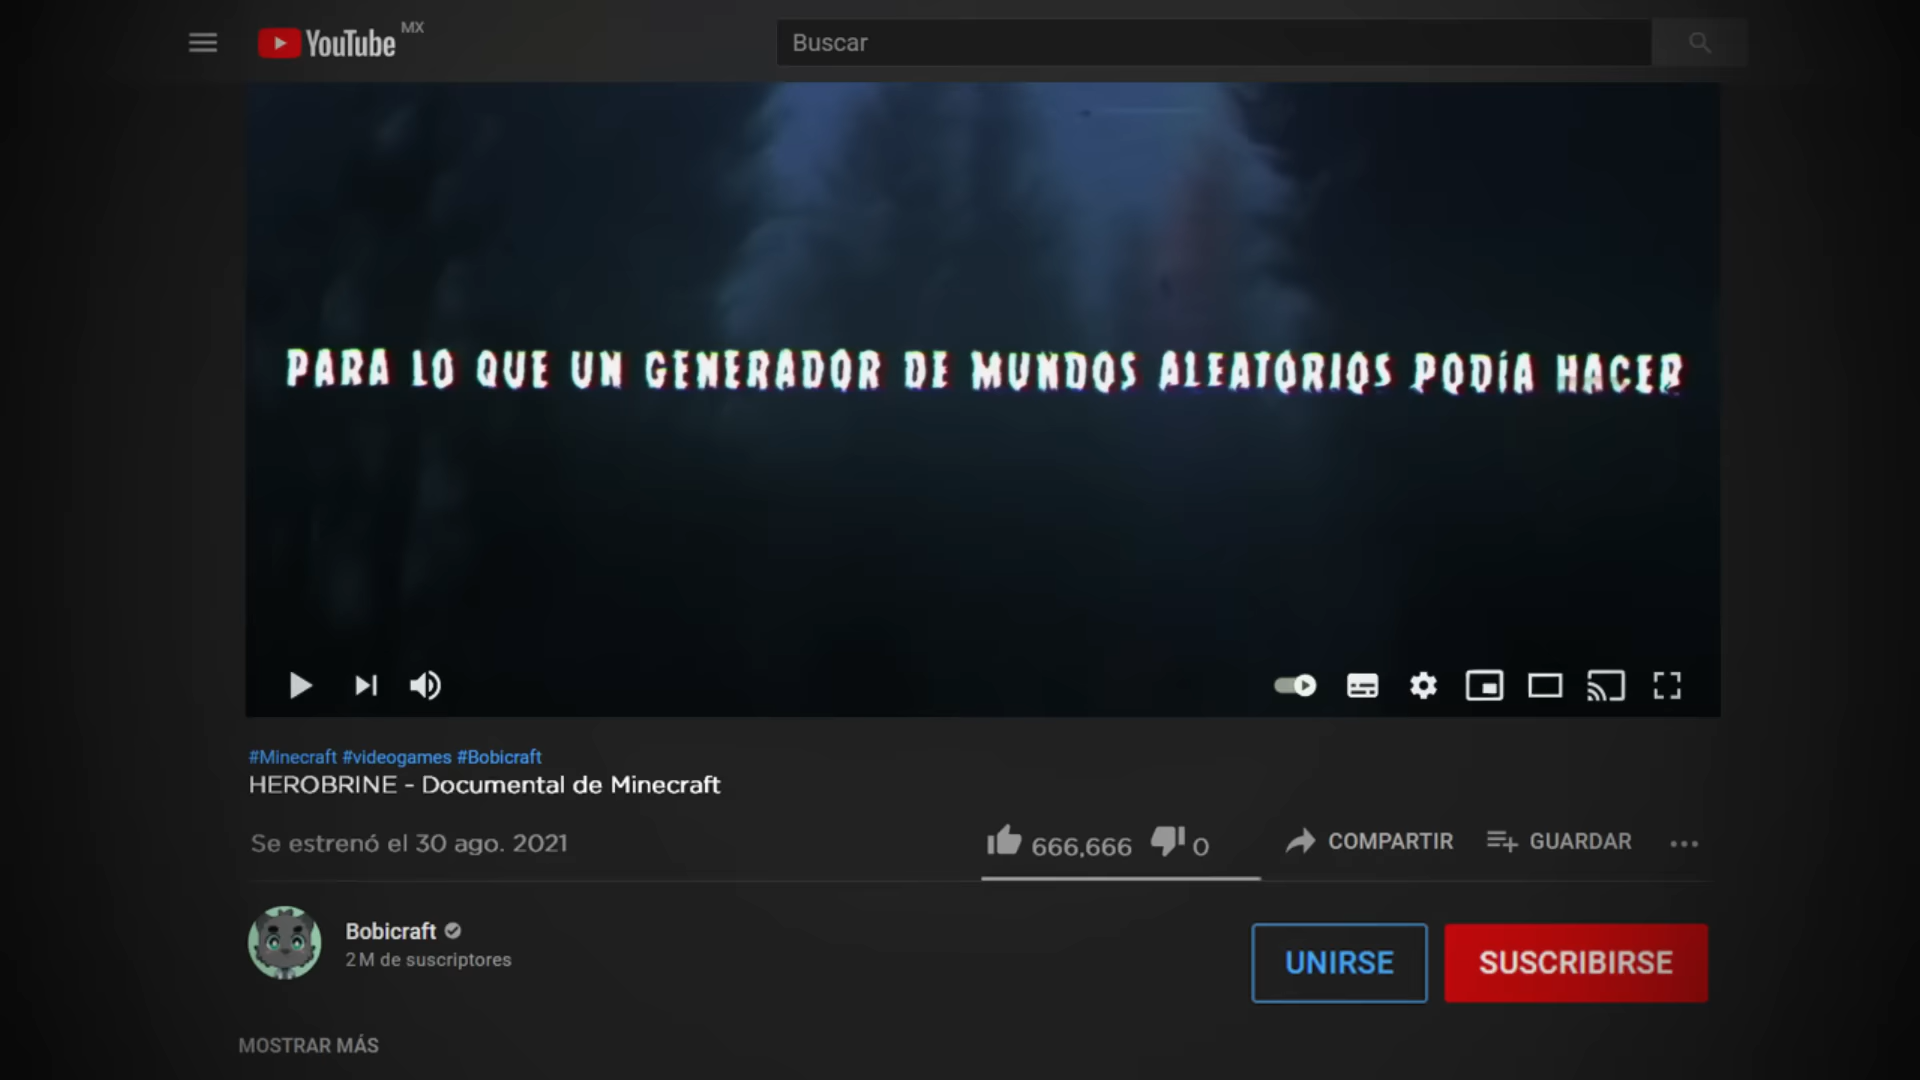 YouTube MX
Buscar
PARA LO QUE UN GENERADOR DE MUNDOS ALEATORIOS PODíA HACER
#Minecraft #videogames #Bobicraft
HEROBRINE - Documental de Minecraft
Se estrenó el 30 ago. 2021
666,666 0 COMPARTIR GUARDAR
Bobicraft
2 M de suscriptores
UNIRSE SUSCRIBIRSE
MOSTRAR MÁS